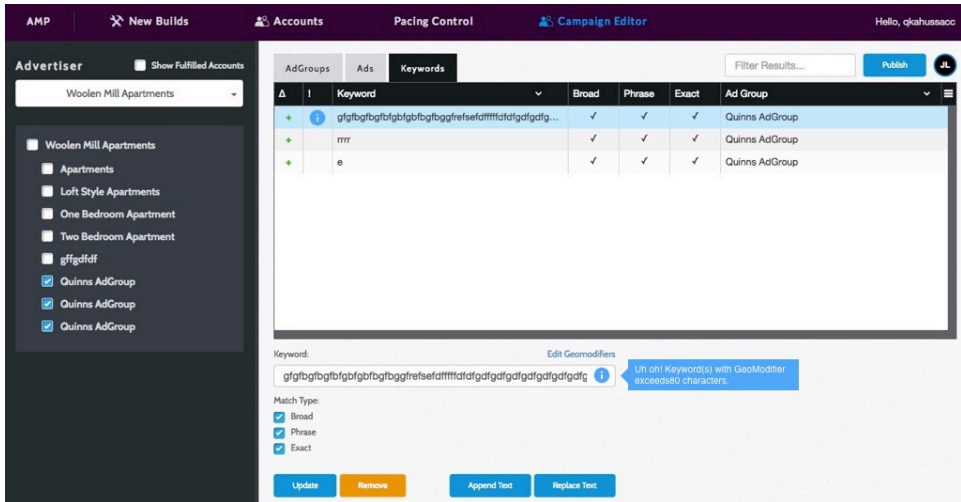 AMP New Builds Accounts Pacing Control Campaign Editor Hello, qkahussacc
Advertiser Show Fulfilled Accounts
Woolen Mill Apartments
Woolen Mill Apartments
Apartments
Loft Style Apartments
One Bedroom Apartment
Two Bedroom Apartment
gffgdfdf
Quinns AdGroup
Quinns AdGroup
Quinns AdGroup
AdGroups Ads Keywords Filter Results... Publish JL
Δ ! Keyword Broad Phrase Exact Ad Group
+ i gfgfbgfbgfbfgbfgbfbgfbggfrefsefdfffffdfdfgdfgdfg... ✓ ✓ ✓ Quinns AdGroup
+ rrrr ✓ ✓ ✓ Quinns AdGroup
+ e ✓ ✓ ✓ Quinns AdGroup
Keyword: Edit Geomodifiers
gfgfbgfbgfbfgbfgbfbgfbggfrefsefdfffffdfdfgdfgdfgdfgdfgdfgdfgdfg i
Uh oh! Keyword(s) with GeoModifier
exceeds80 characters.
Match Type:
Broad
Phrase
Exact
Update Remove Append Text Replace Text